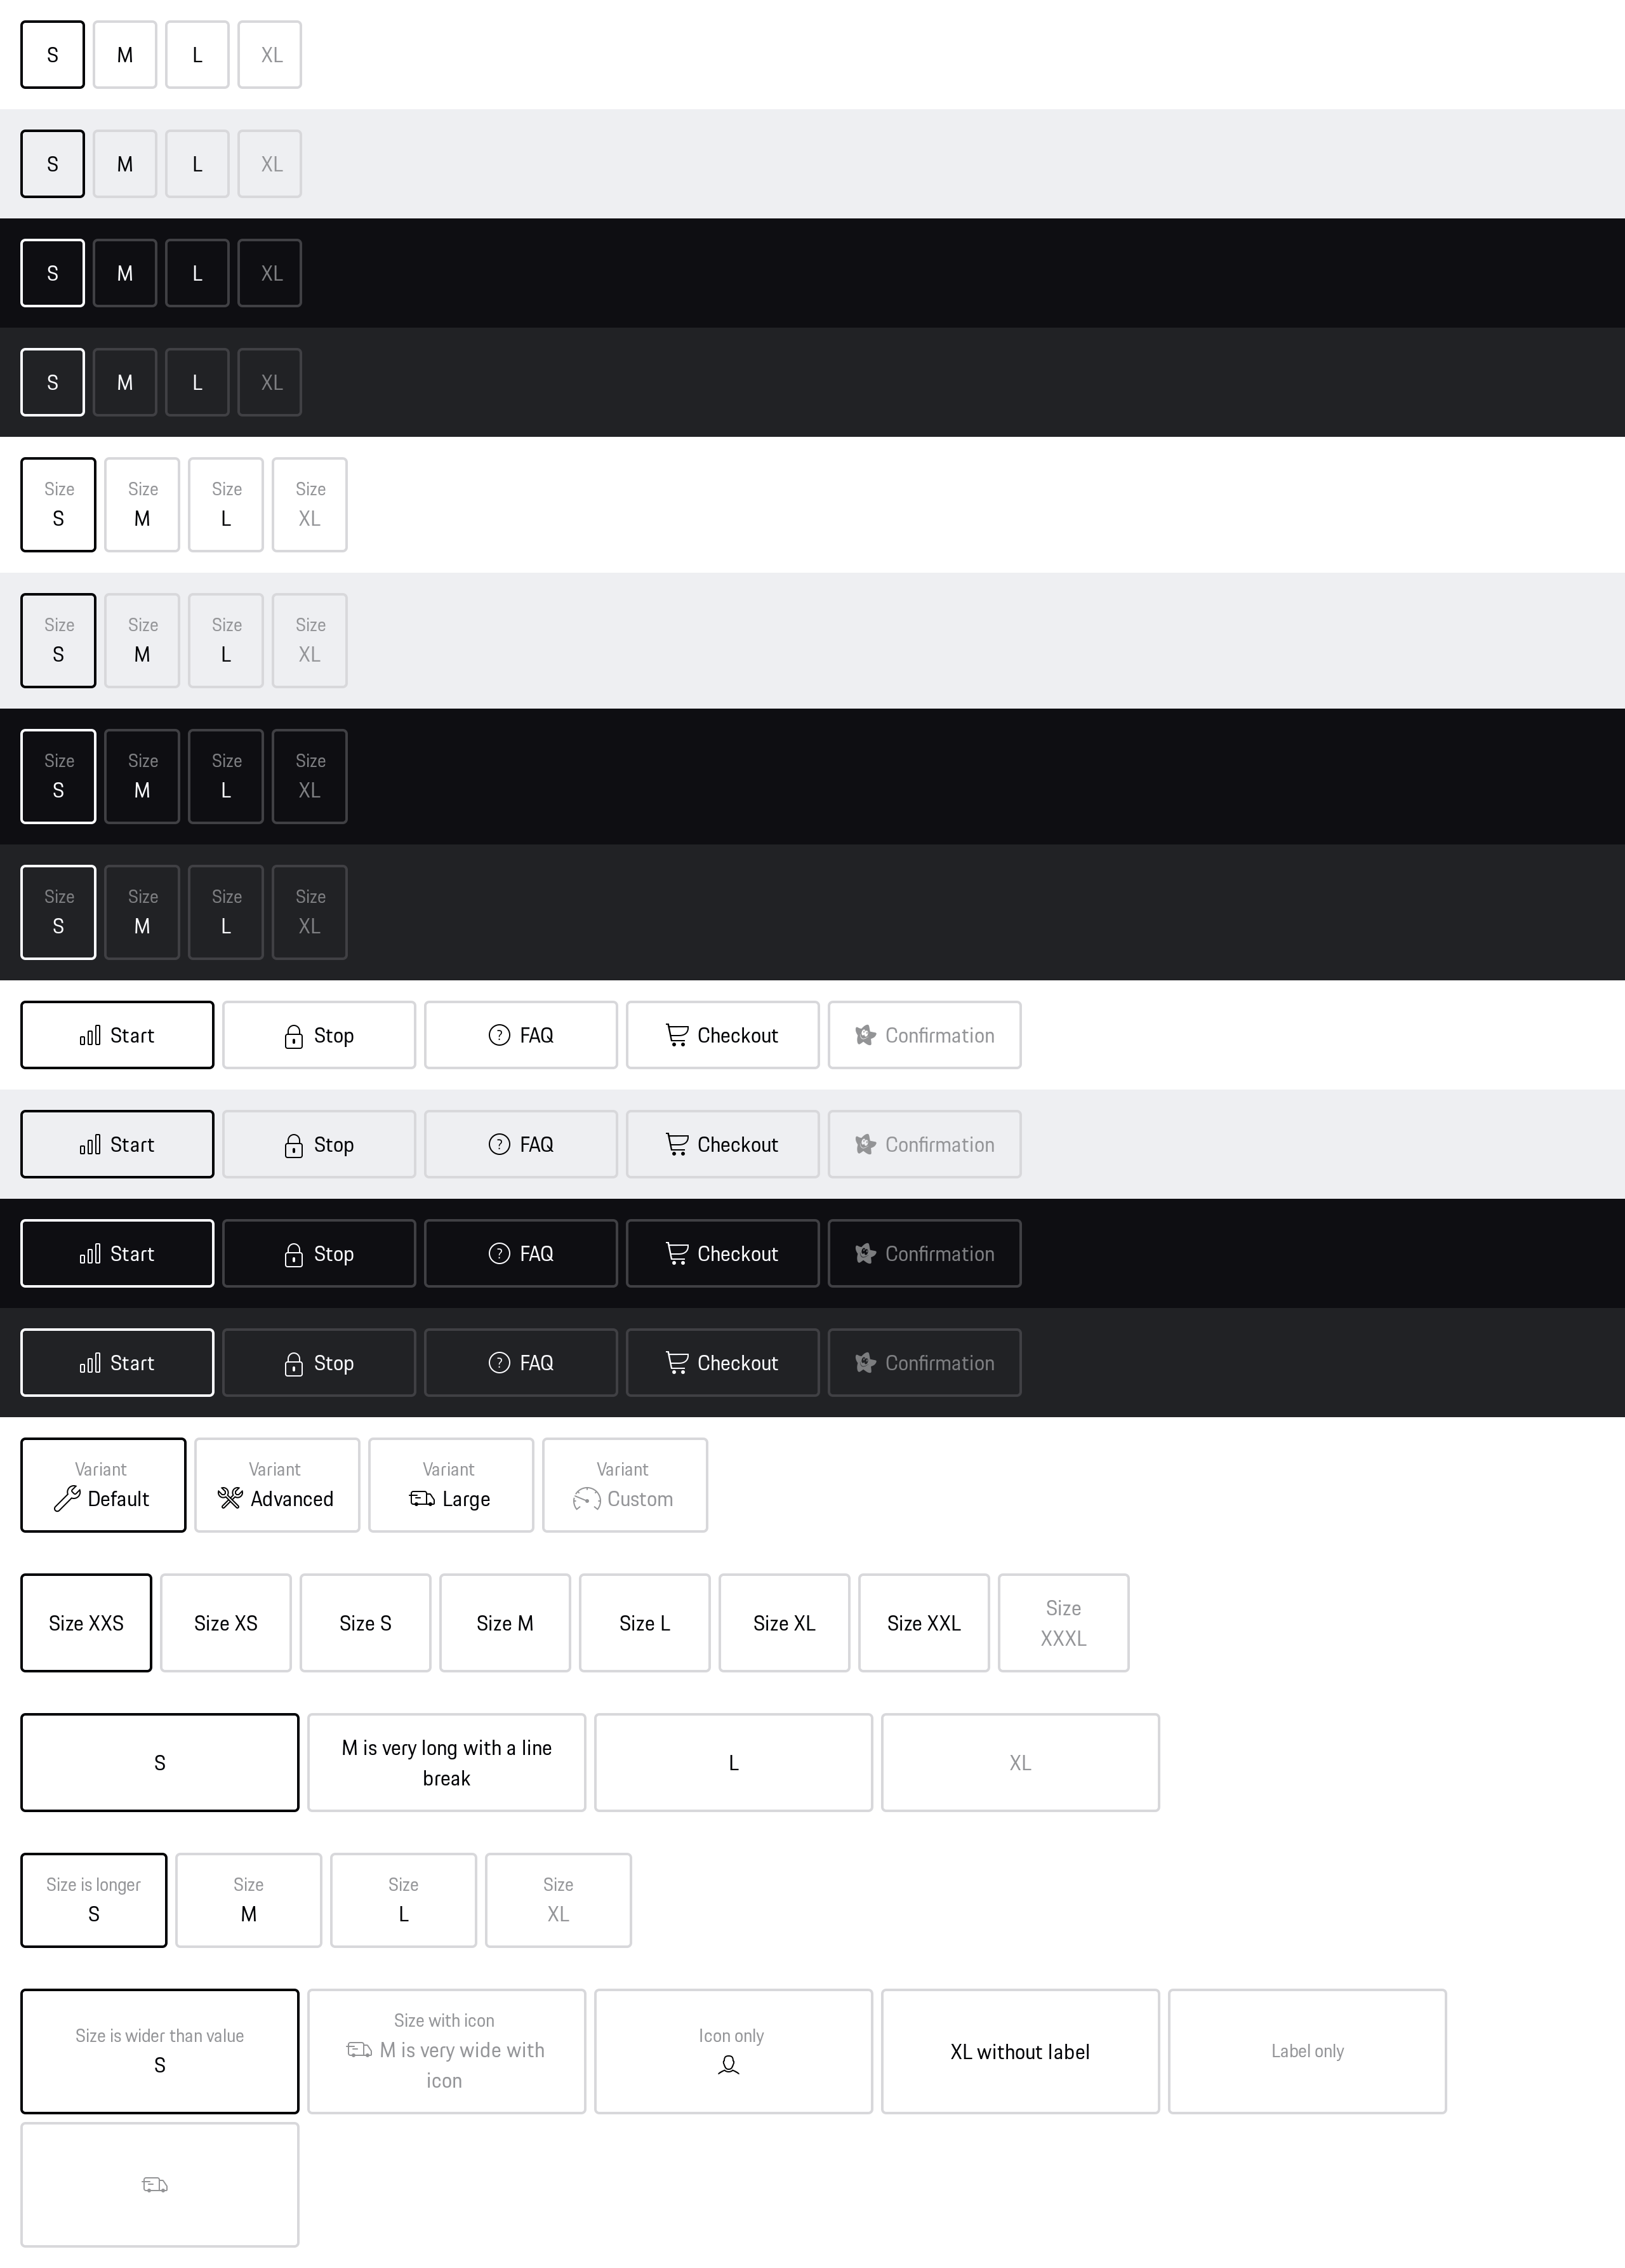 S M L XL
S M L XL
S M L XL
S M L XL
Size Size Size Size
S M L XL
Size Size Size Size
S M L XL
Size Size Size Size
S M L XL
Size Size Size Size
S M L XL
Start Stop FAQ Checkout Confirmation
Start Stop FAQ Checkout Confirmation
Start Stop FAQ Checkout Confirmation
Start Stop FAQ Checkout Confirmation
Variant Variant Variant Variant
Default Advanced Large Custom
Size XXS Size XS Size S Size M Size L Size XL Size XXL Size
XXXL
S M is very long with a line L XL
break
Size is longer Size Size Size
S M L XL
Size is wider than value
S
Size with icon
M is very wide with
icon
Icon only
XL without label
Label only